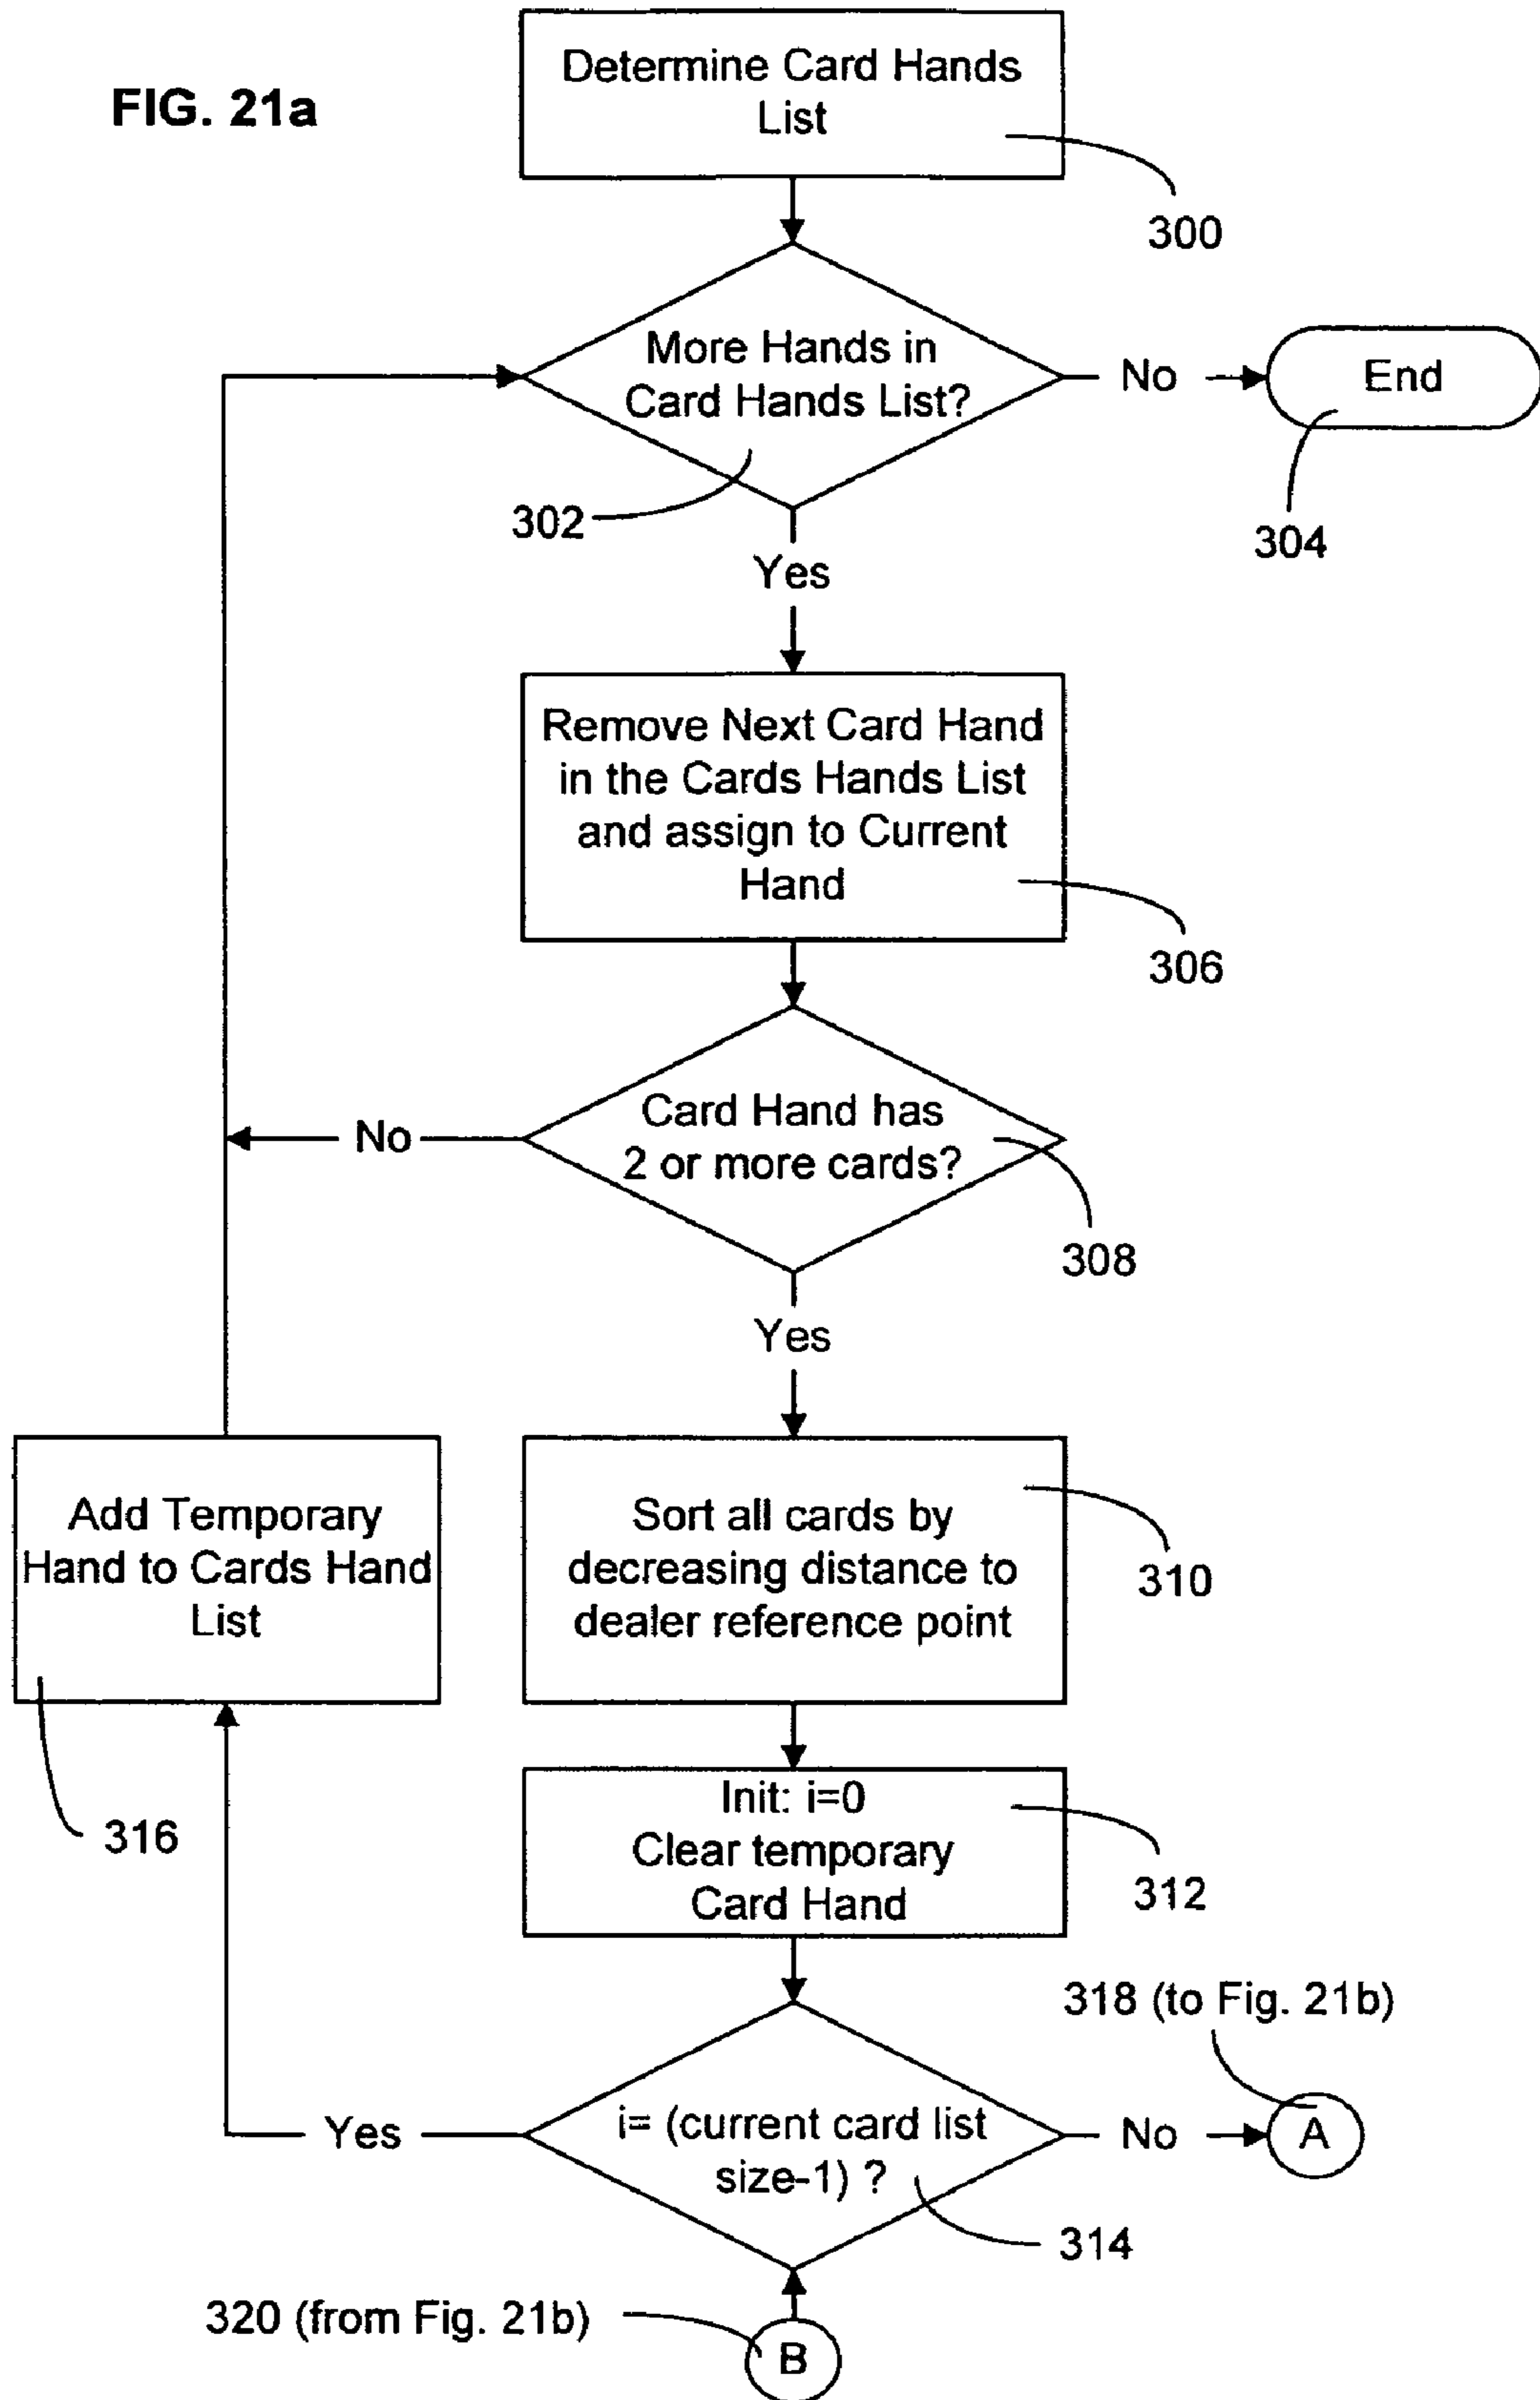 FIG. 21a
Determine Card Hands
List
300
More Hands in
Card Hands List?
No
End
302
304
Yes
Remove Next Card Hand
in the Cards Hands List
and assign to Current
Hand
306
Card Hand has
2 or more cards?
No
308
Yes
Add Temporary
Hand to Cards Hand
List
Sort all cards by
decreasing distance to
dealer reference point
310
316
Init: i=0
Clear temporary
Card Hand
312
318 (to Fig. 21b)
Yes
i= (current card list
size-1) ?
No
A
314
320 (from Fig. 21b)
B